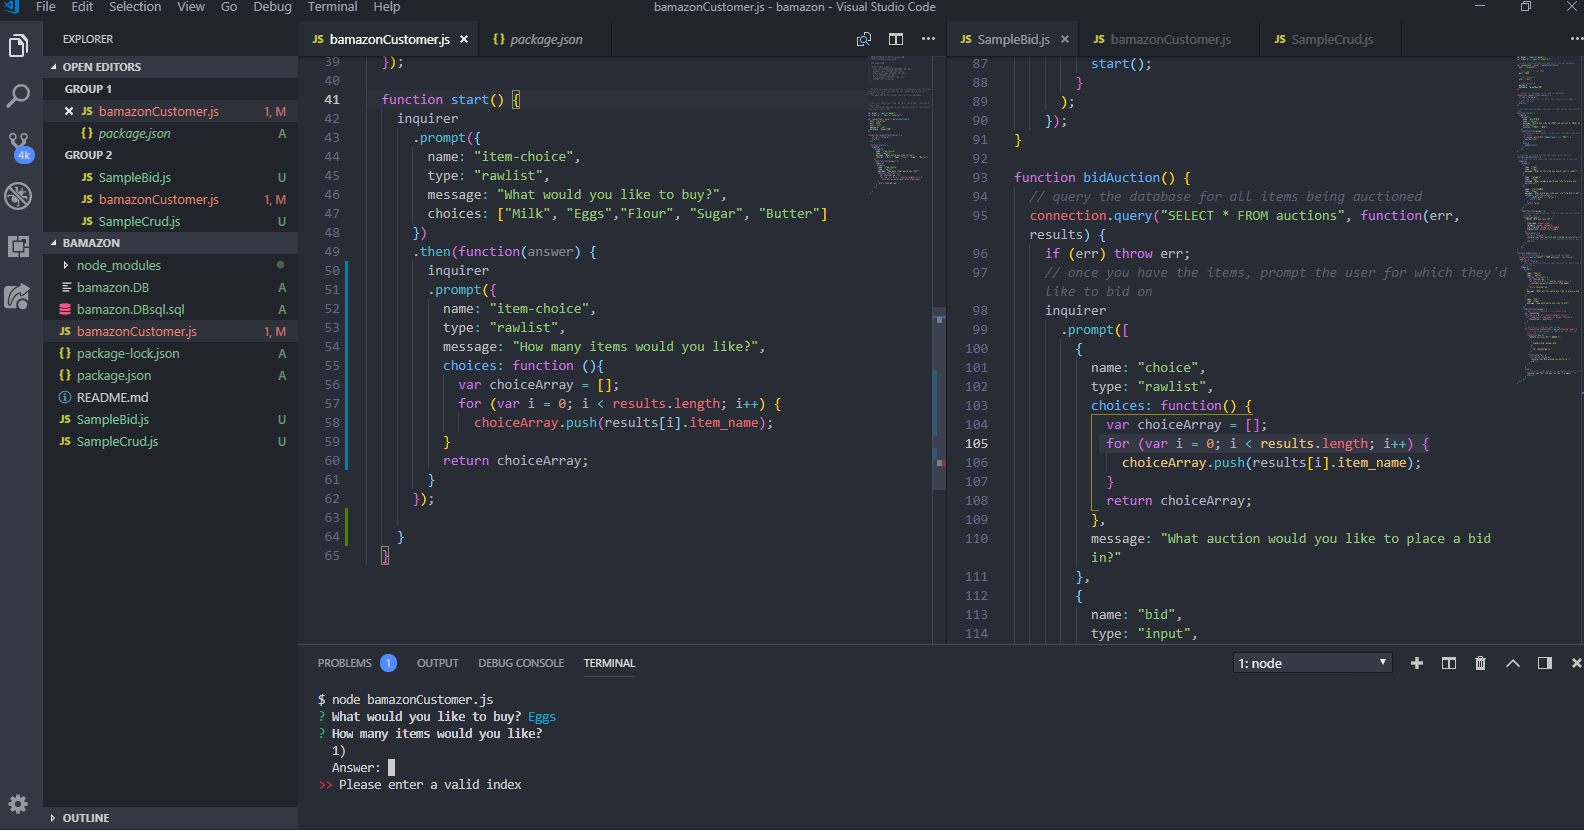 File Edit Selection View Go Debug Terminal Help bamazonCustomer.js - bamazon - Visual Studio Code
EXPLORER
OPEN EDITORS
GROUP 1
JS bamazonCustomer.js 1, M
{} package.json A
GROUP 2
JS SampleBid.js U
JS bamazonCustomer.js 1, M
JS SampleCrud.js U
BAMAZON
node_modules
bamazon.DB A
bamazon.DBsql.sql A
JS bamazonCustomer.js 1, M
{} package-lock.json A
{} package.json A
README.md
JS SampleBid.js U
JS SampleCrud.js U
OUTLINE
4k
JS bamazonCustomer.js {} package.json
39 });
40
41 function start() {
42 inquirer
43 .prompt({
44 name: "item-choice",
45 type: "rawlist",
46 message: "What would you like to buy?",
47 choices: ["Milk", "Eggs","Flour", "Sugar", "Butter"]
48 })
49 .then(function(answer) {
50 inquirer
51 .prompt({
52 name: "item-choice",
53 type: "rawlist",
54 message: "How many items would you like?",
55 choices: function (){
56 var choiceArray = [];
57 for (var i = 0; i < results.length; i++) {
58 choiceArray.push(results[i].item_name);
59 }
60 return choiceArray;
61 }
62 });
63
64 }
65 }
JS SampleBid.js JS bamazonCustomer.js JS SampleCrud.js
87 start();
88 }
89 );
90 });
91 }
92
93 function bidAuction() {
94 // query the database for all items being auctioned
95 connection.query("SELECT * FROM auctions", function(err,
results) {
96 if (err) throw err;
97 // once you have the items, prompt the user for which they'd
like to bid on
98 inquirer
99 .prompt([
100 {
101 name: "choice",
102 type: "rawlist",
103 choices: function() {
104 var choiceArray = [];
105 for (var i = 0; i < results.length; i++) {
106 choiceArray.push(results[i].item_name);
107 }
108 return choiceArray;
109 },
110 message: "What auction would you like to place a bid
in?"
111 },
112 {
113 name: "bid",
114 type: "input",
PROBLEMS 1 OUTPUT DEBUG CONSOLE TERMINAL 1: node
$ node bamazonCustomer.js
? What would you like to buy? Eggs
? How many items would you like?
1)
Answer:
>> Please enter a valid index